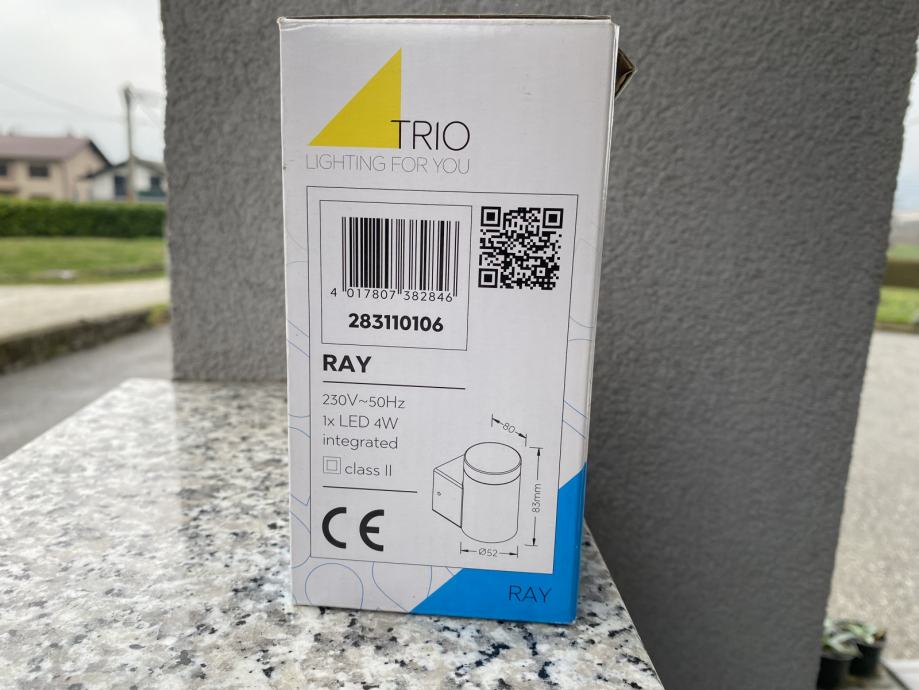 TRIO
LIGHTING FOR YOU
4 017807 382846
283110106
RAY
230V~50Hz
1x LED 4W
integrated
class II
CE
80
83mm
Ø52
RAY